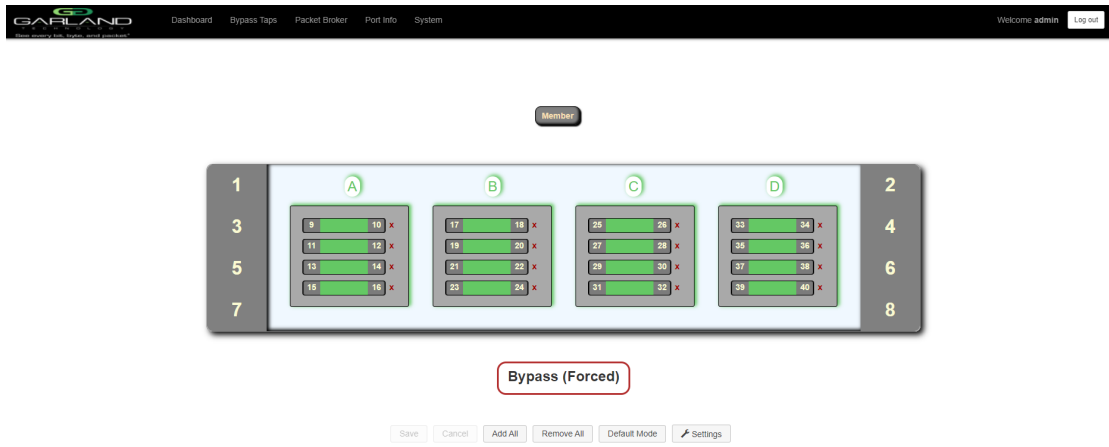 GARLAND
TECHNOLOGY
See every bit, byte, and packet®
Dashboard Bypass Taps Packet Broker Port Info System Welcome admin Log out
Member
1 A B C D 2
3 9 10 x 17 18 x 25 26 x 33 34 x 4
11 12 x 19 20 x 27 28 x 35 36 x
5 13 14 x 21 22 x 29 30 x 37 38 x 6
15 16 x 23 24 x 31 32 x 39 40 x
7 8
Bypass (Forced)
Save Cancel Add All Remove All Default Mode Settings